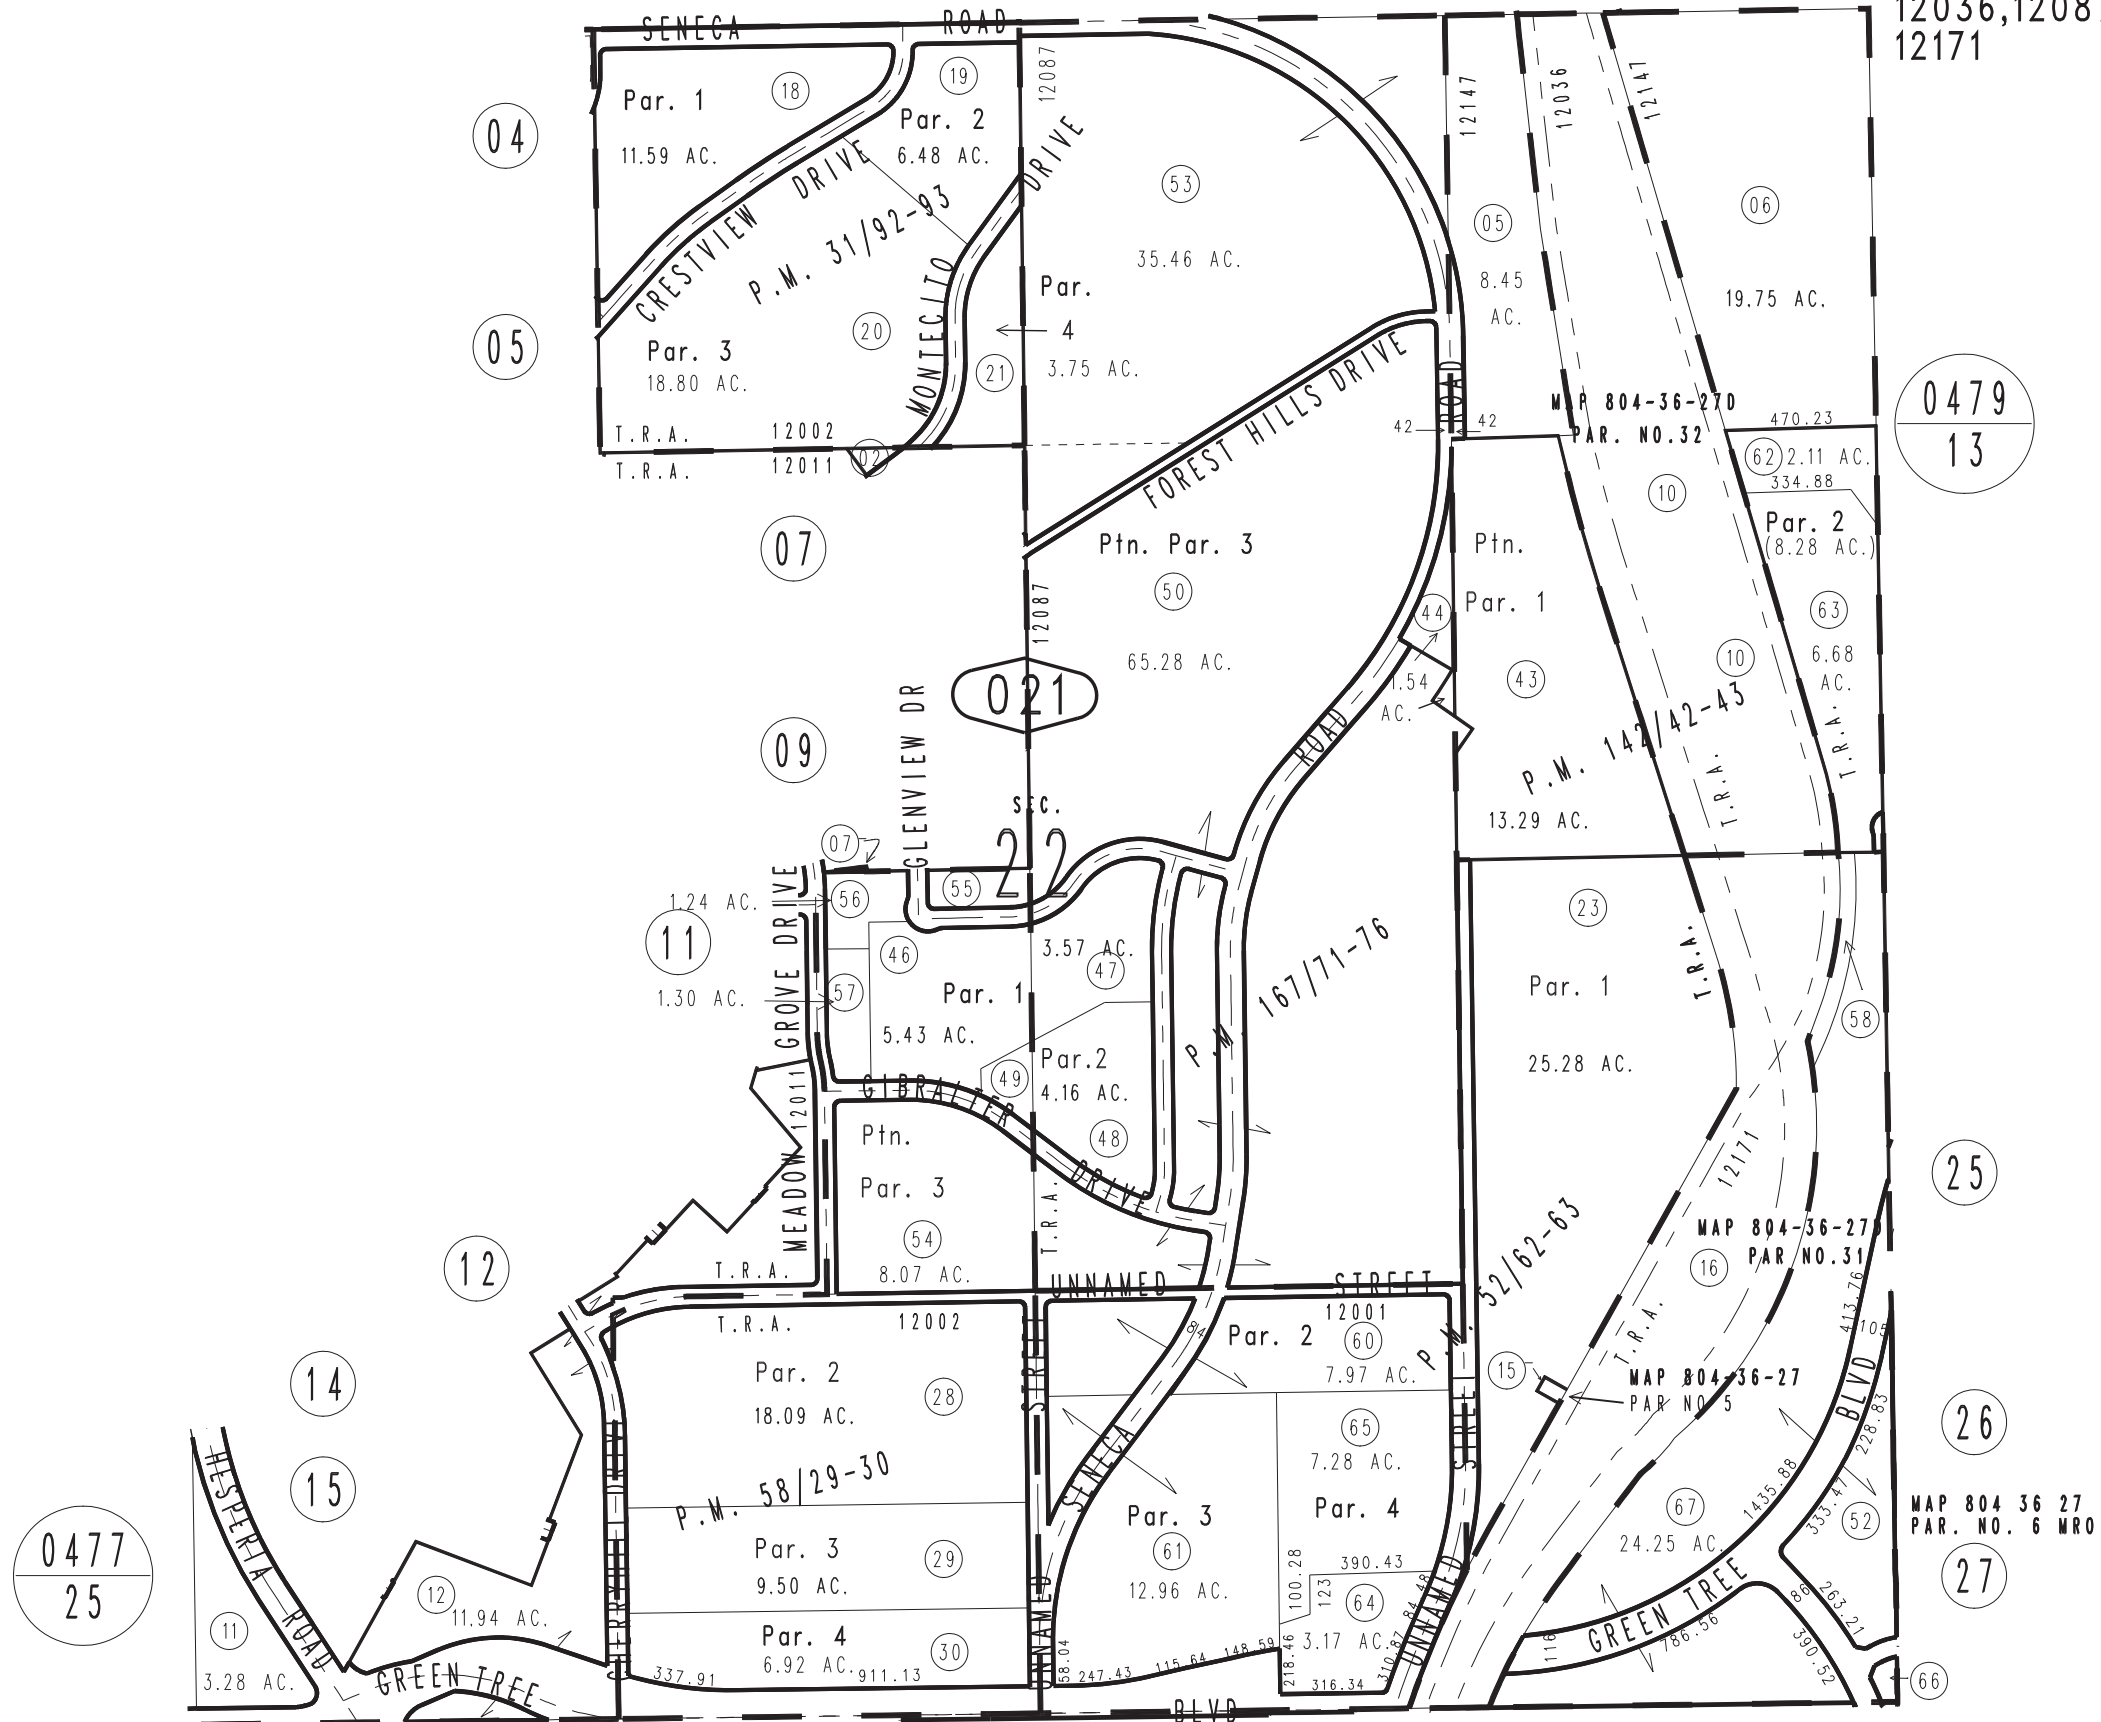 12036,1208
12171
SENECA ROAD
12087
12147
12036
12147
04
Par. 1
18
11.59 AC.
19
Par. 2
6.48 AC.
CRESTVIEW DRIVE
P.M. 31/92-93
MONTECITO DRIVE
53
35.46 AC.
05
8.45
AC.
06
19.75 AC.
05
20
Par. 3
18.80 AC.
21
Par.
4
3.75 AC.
T.R.A. 12002
T.R.A. 12011
02
FOREST HILLS DRIVE
ROAD
42
42
MAP 804-36-27D
PAR. NO.32
470.23
0479
13
62
2.11 AC.
334.88
10
Par. 2
(8.28 AC.)
07
Ptn. Par. 3
50
65.28 AC.
12087
Ptn.
Par. 1
44
43
10
63
6.68
AC.
1.54
AC.
021
ROAD
P.M. 142/42-43
13.29 AC.
T.R.A.
T.R.A.
09
GLENVIEW DR
SEC.
22
07
56
55
1.24 AC.
11
57
1.30 AC.
MEADOW GROVE DRIVE
12011
46
Par. 1
5.43 AC.
3.57 AC.
47
49
Par.2
4.16 AC.
48
P.M. 167/71-76
23
Par. 1
25.28 AC.
T.R.A.
58
GIBRALTER DRIVE
Ptn.
Par. 3
54
8.07 AC.
T.R.A.
12171
25
12
T.R.A.
UNNAMED STREET
T.R.A. 12002
12001
P.M. 52/62-63
MAP 804-36-27D
PAR NO.31
16
T.R.A.
413.76
105
14
Par. 2
28
18.09 AC.
STREET
84
Par. 2
60
7.97 AC.
15
MAP 804-36-27
PAR NO 5
BLVD
228.83
26
P.M. 58/29-30
SENECA
65
7.28 AC.
STREET
15
HESPERIA ROAD
0477
25
Par. 3
29
9.50 AC.
Par. 3
61
12.96 AC.
Par. 4
390.43
100.28
123
64
3.17 AC.
67
24.25 AC.
1435.88
333.47
52
MAP 804 36 27
PAR. NO. 6 MRO
27
11
3.28 AC.
12
11.94 AC.
Par. 4
6.92 AC.
30
337.91
911.13
UNNAMED
58.04
247.43
115.64
148.59
218.46
316.34
310.87
84.48
UNNAMED
116
GREEN TREE
786.56
86
263.21
390.52
66
GREEN TREE
BLVD